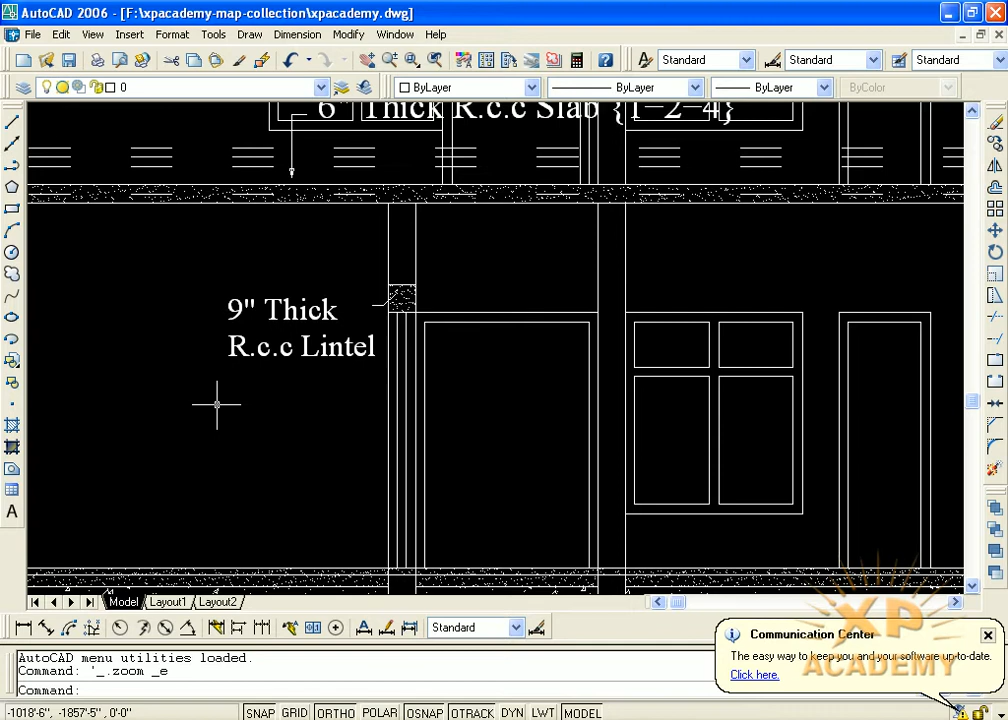 AutoCAD 2006 - [F:\xpacademy-map-collection\xpacademy.dwg]
File Edit View Insert Format Tools Draw Dimension Modify Window Help
Standard Standard Standard
0 ByLayer ByLayer ByLayer ByColor
6" Thick R.c.c Slab {1-2-4}
9" Thick
R.c.c Lintel
Model Layout1 Layout2
Standard
Communication Center
The easy way to keep you and your software up-to-date.
Click here.
XP
ACADEMY
AutoCAD menu utilities loaded.
Command: '_.zoom _e
Command:
-1018'-6", -1857'-5", 0'-0" SNAP GRID ORTHO POLAR OSNAP OTRACK DYN LWT MODEL